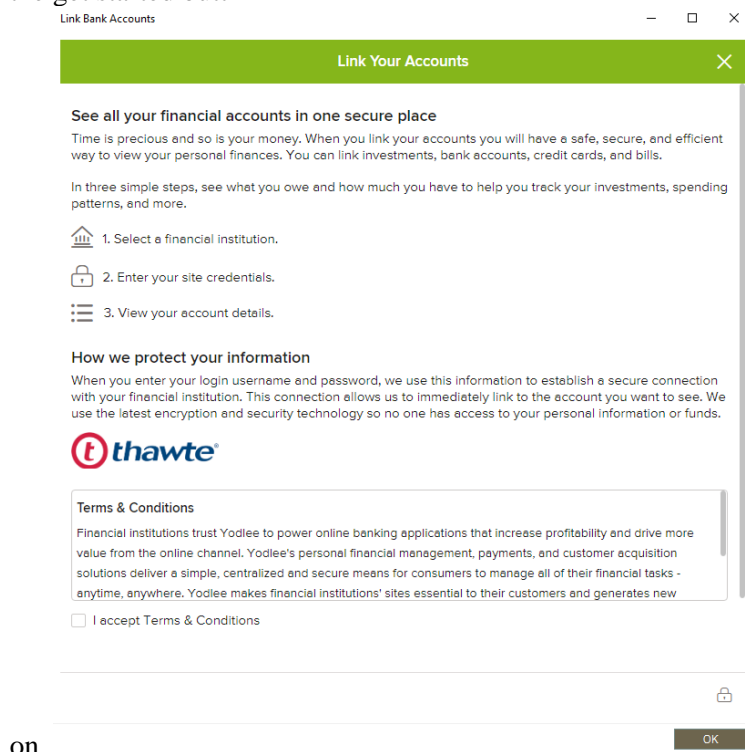 Link Bank Accounts
Link Your Accounts
See all your financial accounts in one secure place
Time is precious and so is your money. When you link your accounts you will have a safe, secure, and efficient
way to view your personal finances. You can link investments, bank accounts, credit cards, and bills.
In three simple steps, see what you owe and how much you have to help you track your investments, spending
patterns, and more.
1. Select a financial institution.
2. Enter your site credentials.
3. View your account details.
How we protect your information
When you enter your login username and password, we use this information to establish a secure connection
with your financial institution. This connection allows us to immediately link to the account you want to see. We
use the latest encryption and security technology so no one has access to your personal information or funds.
thawte
Terms & Conditions
Financial institutions trust Yodlee to power online banking applications that increase profitability and drive more
value from the online channel. Yodlee's personal financial management, payments, and customer acquisition
solutions deliver a simple, centralized and secure means for consumers to manage all of their financial tasks -
anytime, anywhere. Yodlee makes financial institutions' sites essential to their customers and generates new
I accept Terms & Conditions
OK
on